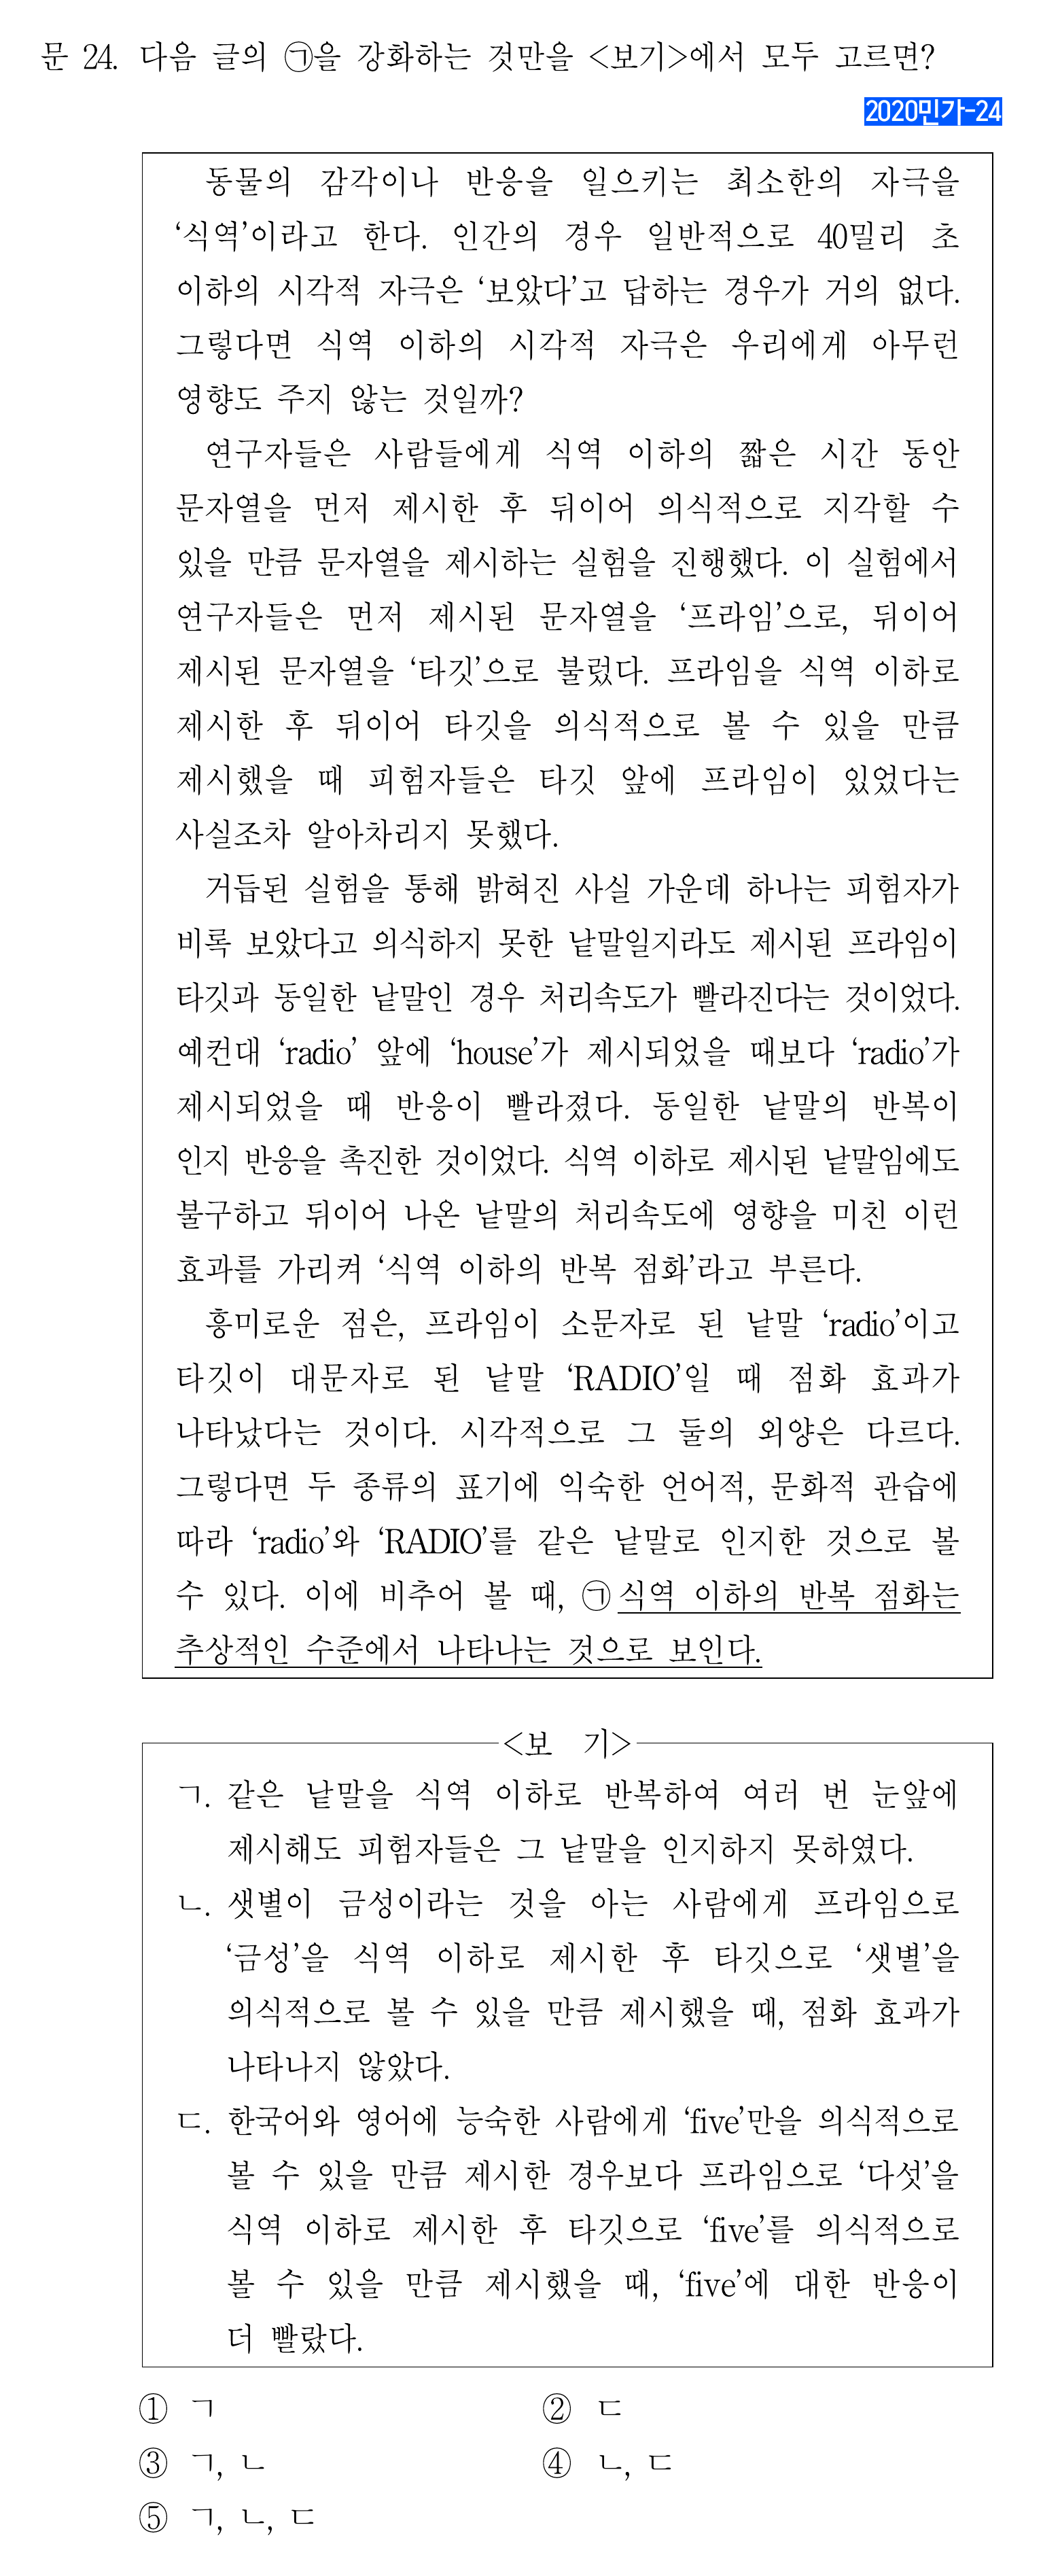 문 24. 다음 글의 ㉠을 강화하는 것만을 <보기>에서 모두 고르면?
2020민가-24
동물의 감각이나 반응을 일으키는 최소한의 자극을
‘식역’이라고 한다. 인간의 경우 일반적으로 40밀리 초
이하의 시각적 자극은 ‘보았다’고 답하는 경우가 거의 없다.
그렇다면 식역 이하의 시각적 자극은 우리에게 아무런
영향도 주지 않는 것일까?
연구자들은 사람들에게 식역 이하의 짧은 시간 동안
문자열을 먼저 제시한 후 뒤이어 의식적으로 지각할 수
있을 만큼 문자열을 제시하는 실험을 진행했다. 이 실험에서
연구자들은 먼저 제시된 문자열을 ‘프라임’으로, 뒤이어
제시된 문자열을 ‘타깃’으로 불렀다. 프라임을 식역 이하로
제시한 후 뒤이어 타깃을 의식적으로 볼 수 있을 만큼
제시했을 때 피험자들은 타깃 앞에 프라임이 있었다는
사실조차 알아차리지 못했다.
거듭된 실험을 통해 밝혀진 사실 가운데 하나는 피험자가
비록 보았다고 의식하지 못한 낱말일지라도 제시된 프라임이
타깃과 동일한 낱말인 경우 처리속도가 빨라진다는 것이었다.
예컨대 ‘radio’ 앞에 ‘house’가 제시되었을 때보다 ‘radio’가
제시되었을 때 반응이 빨라졌다. 동일한 낱말의 반복이
인지 반응을 촉진한 것이었다. 식역 이하로 제시된 낱말임에도
불구하고 뒤이어 나온 낱말의 처리속도에 영향을 미친 이런
효과를 가리켜 ‘식역 이하의 반복 점화’라고 부른다.
흥미로운 점은, 프라임이 소문자로 된 낱말 ‘radio’이고
타깃이 대문자로 된 낱말 ‘RADIO’일 때 점화 효과가
나타났다는 것이다. 시각적으로 그 둘의 외양은 다르다.
그렇다면 두 종류의 표기에 익숙한 언어적, 문화적 관습에
따라 ‘radio’와 ‘RADIO’를 같은 낱말로 인지한 것으로 볼
수 있다. 이에 비추어 볼 때, ㉠식역 이하의 반복 점화는
추상적인 수준에서 나타나는 것으로 보인다.
<보 기>
ㄱ. 같은 낱말을 식역 이하로 반복하여 여러 번 눈앞에
제시해도 피험자들은 그 낱말을 인지하지 못하였다.
ㄴ. 샛별이 금성이라는 것을 아는 사람에게 프라임으로
‘금성’을 식역 이하로 제시한 후 타깃으로 ‘샛별’을
의식적으로 볼 수 있을 만큼 제시했을 때, 점화 효과가
나타나지 않았다.
ㄷ. 한국어와 영어에 능숙한 사람에게 ‘five’만을 의식적으로
볼 수 있을 만큼 제시한 경우보다 프라임으로 ‘다섯’을
식역 이하로 제시한 후 타깃으로 ‘five’를 의식적으로
볼 수 있을 만큼 제시했을 때, ‘five’에 대한 반응이
더 빨랐다.
① ㄱ ② ㄷ
③ ㄱ, ㄴ ④ ㄴ, ㄷ
⑤ ㄱ, ㄴ, ㄷ